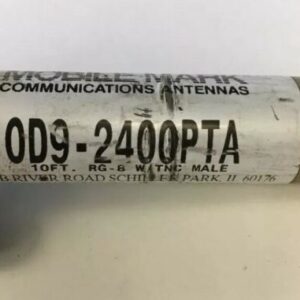 MOBILE MARK
COMMUNICATIONS ANTENNAS
OD9-2400PTA
10FT. RG-8 W/TNC MALE
B RIVER ROAD SCHILLER PARK, IL 60176